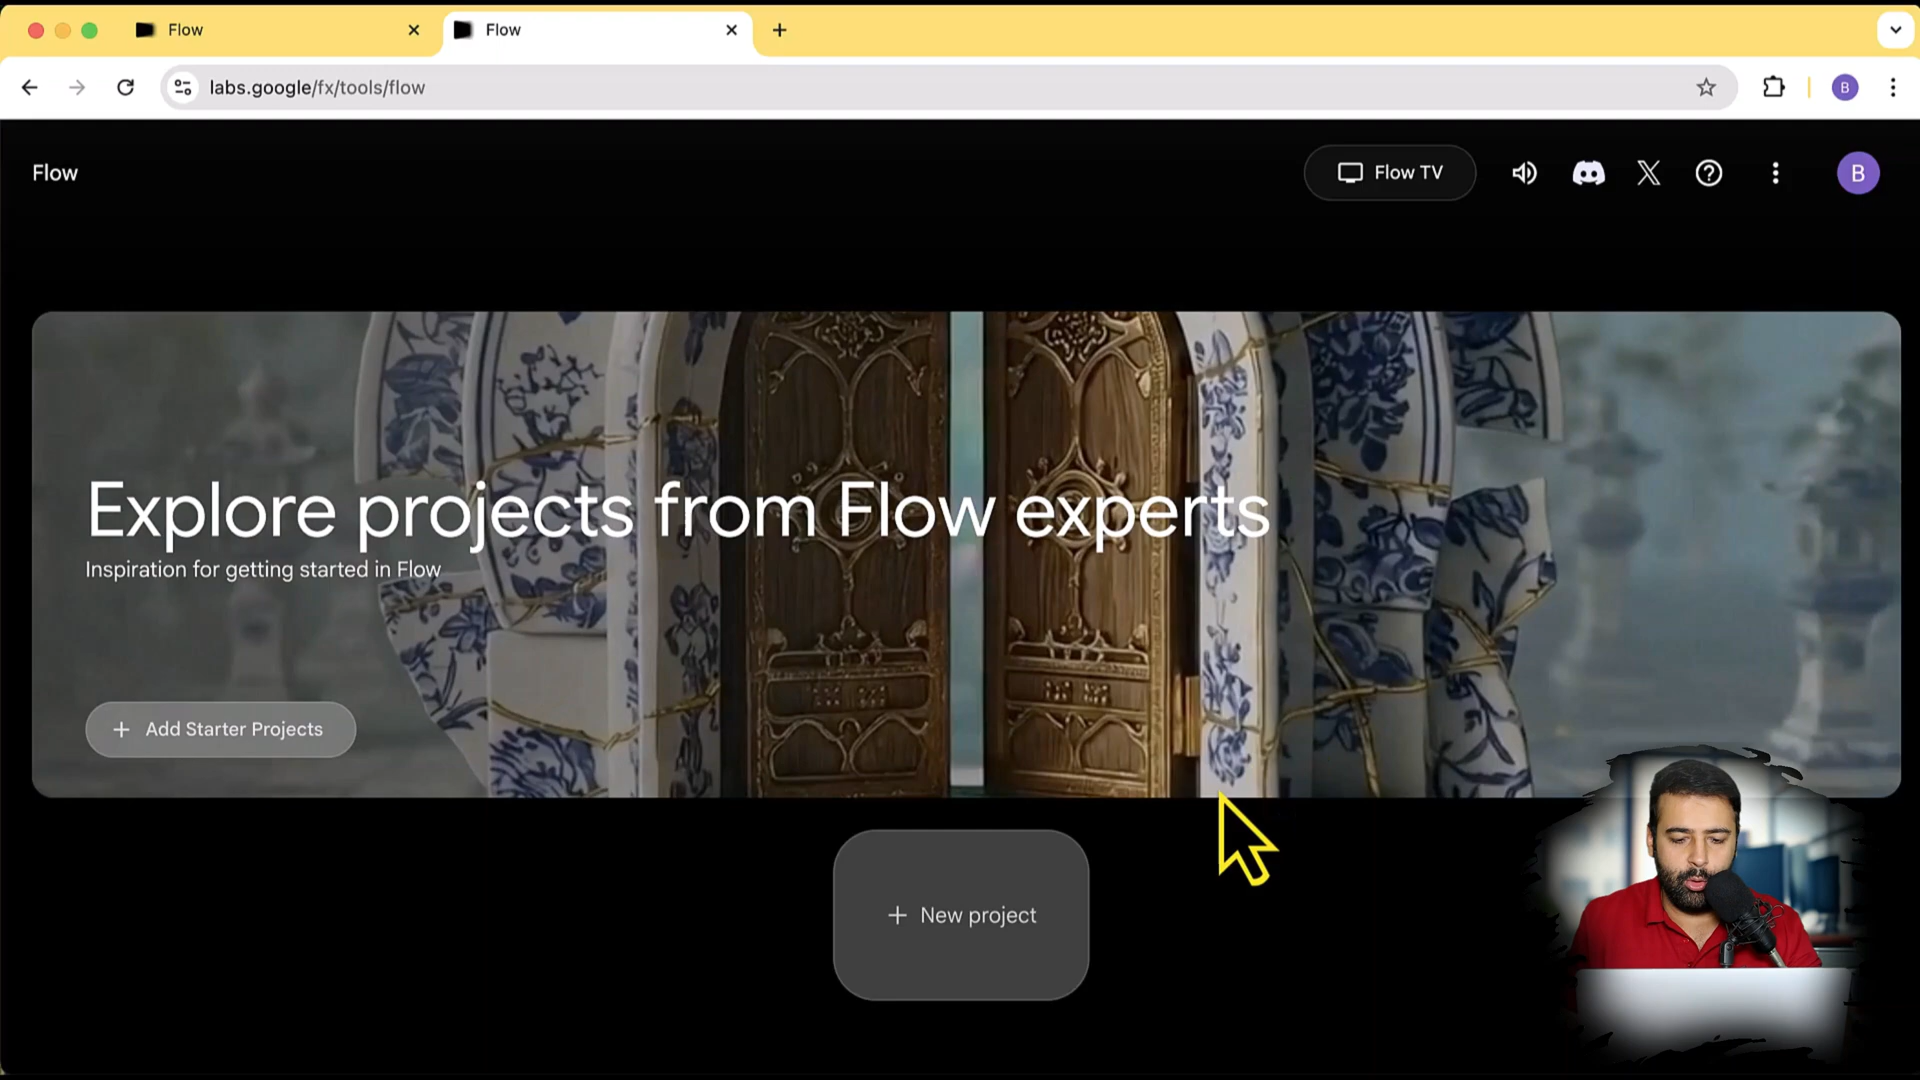 Flow
Flow
labs.google/fx/tools/flow
B
Flow
Flow TV
B
Explore projects from Flow experts
Inspiration for getting started in Flow
+ Add Starter Projects
+ New project